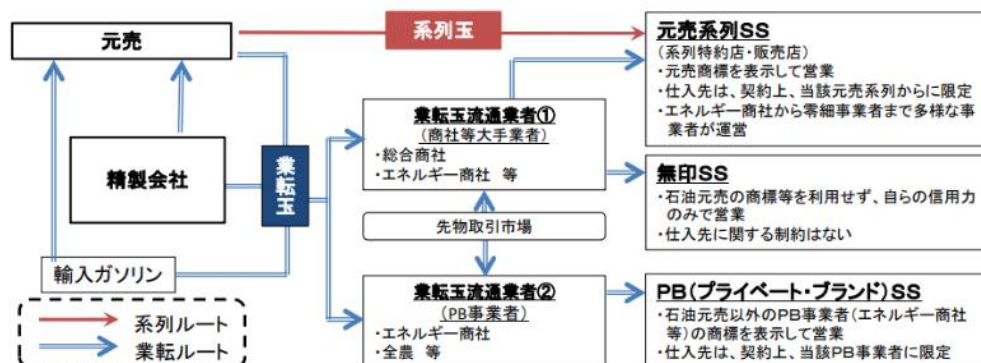 元売
系列玉
精製会社
業転玉
輸入ガソリン
系列ルート
業転ルート
業転玉流通業者①
(商社等大手業者)
・総合商社
・エネルギー商社 等
先物取引市場
業転玉流通業者②
(PB事業者)
・エネルギー商社
・全農 等
元売系列SS
(系列特約店・販売店)
・元売商標を表示して営業
・仕入先は、契約上、当該元売系列からに限定
・エネルギー商社から零細事業者まで多様な事
業者が運営
無印SS
・石油元売の商標等を利用せず、自らの信用力
のみで営業
・仕入先に関する制約はない
PB(プライベート・ブランド)SS
・石油元売以外のPB事業者(エネルギー商社
等)の商標を表示して営業
・仕入先は、契約上、当該PB事業者に限定